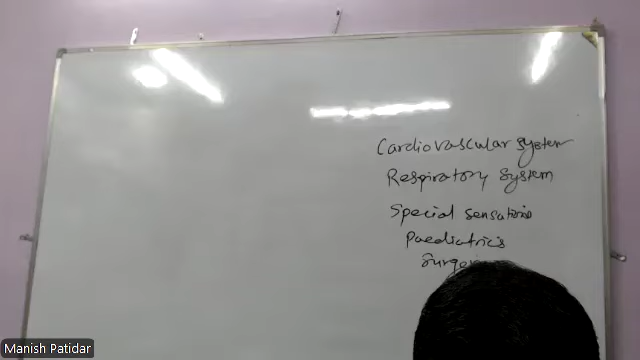 Cardiovascular system
Respiratory System
Special sensations
Paediatrics
Manish Patidar